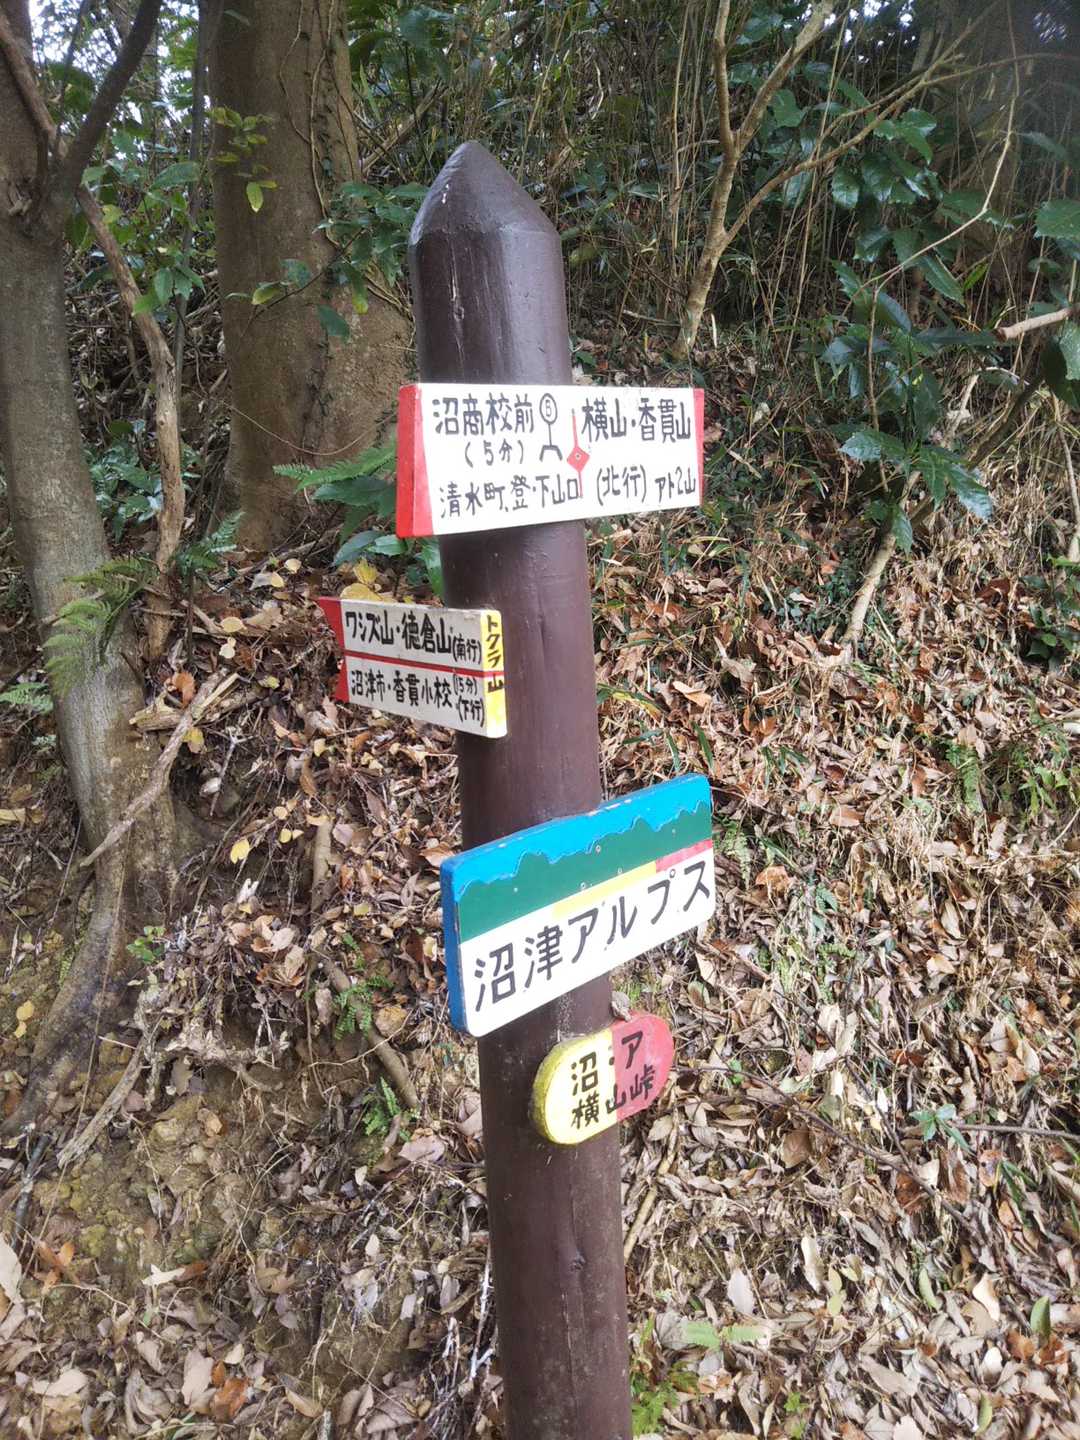 沼商校前⑤ 横山・香貫山
(5分)
清水町、登・下山口 (北行) アト2山
ワシズ山・徳倉山(南行)
沼津市・香貫小校(15分)(下行)
トクラ山
沼津アルプス
沼ツア
横山峠